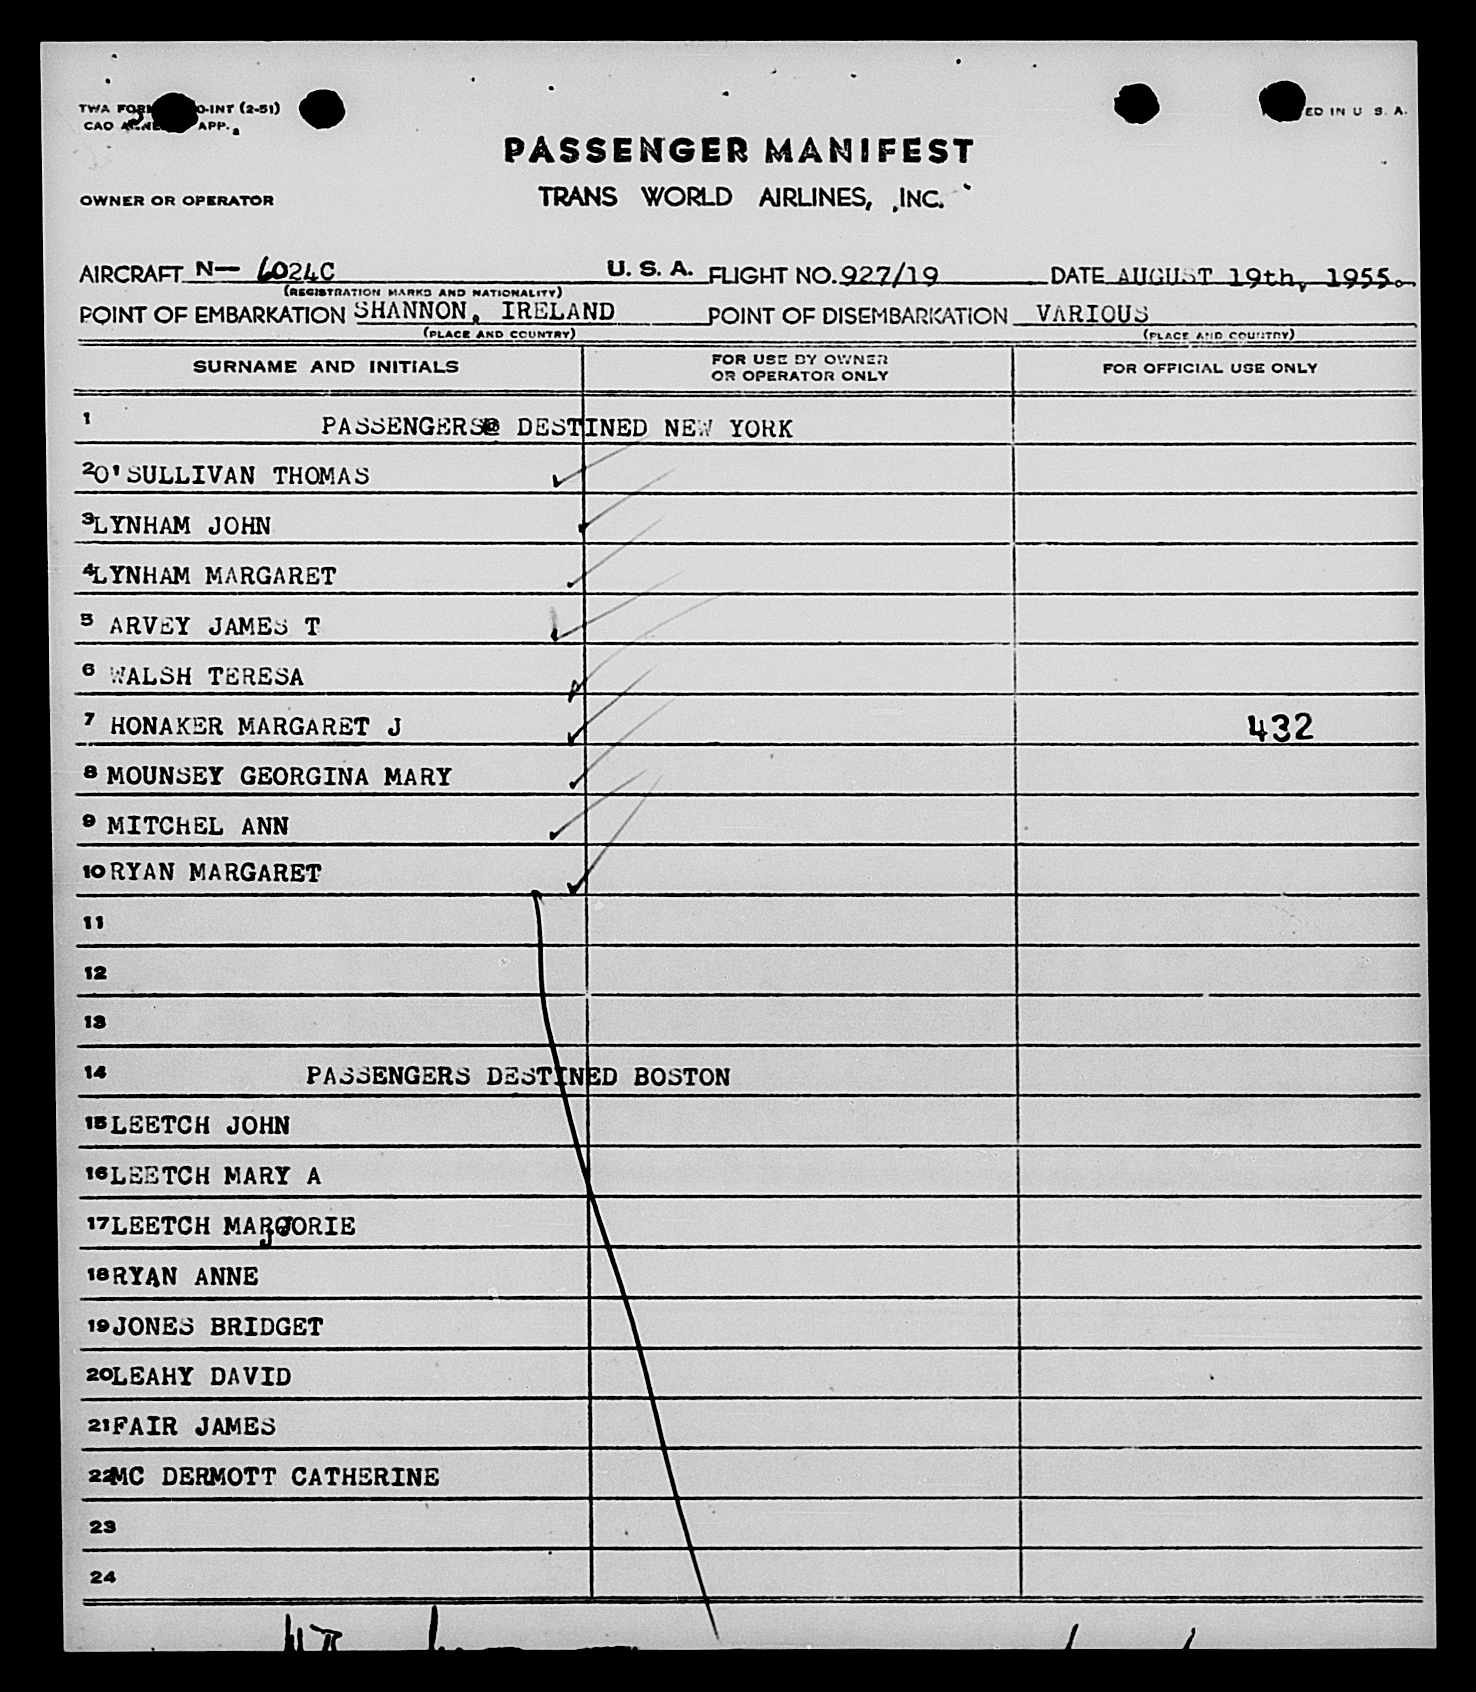 TWA FORM O-INT (2-51)
CAO APP.
ED IN U. S. A.
PASSENGER MANIFEST
OWNER OR OPERATOR
TRANS WORLD AIRLINES, INC.
AIRCRAFT N— 6024C U. S. A. FLIGHT NO. 927/19 DATE AUGUST 19th, 1955.
(REGISTRATION MARKS AND NATIONALITY)
POINT OF EMBARKATION SHANNON, IRELAND POINT OF DISEMBARKATION VARIOUS
(PLACE AND COUNTRY) (PLACE AND COUNTRY)
SURNAME AND INITIALS FOR USE BY OWNER OR OPERATOR ONLY FOR OFFICIAL USE ONLY
1 PASSENGERS@ DESTINED NEW YORK
2 O'SULLIVAN THOMAS
3 LYNHAM JOHN
4 LYNHAM MARGARET
5 ARVEY JAMES T
6 WALSH TERESA
7 HONAKER MARGARET J 432
8 MOUNSEY GEORGINA MARY
9 MITCHEL ANN
10 RYAN MARGARET
11
12
13
14 PASSENGERS DESTINED BOSTON
15 LEETCH JOHN
16 LEETCH MARY A
17 LEETCH MARJORIE
18 RYAN ANNE
19 JONES BRIDGET
20 LEAHY DAVID
21 FAIR JAMES
22 MC DERMOTT CATHERINE
23
24